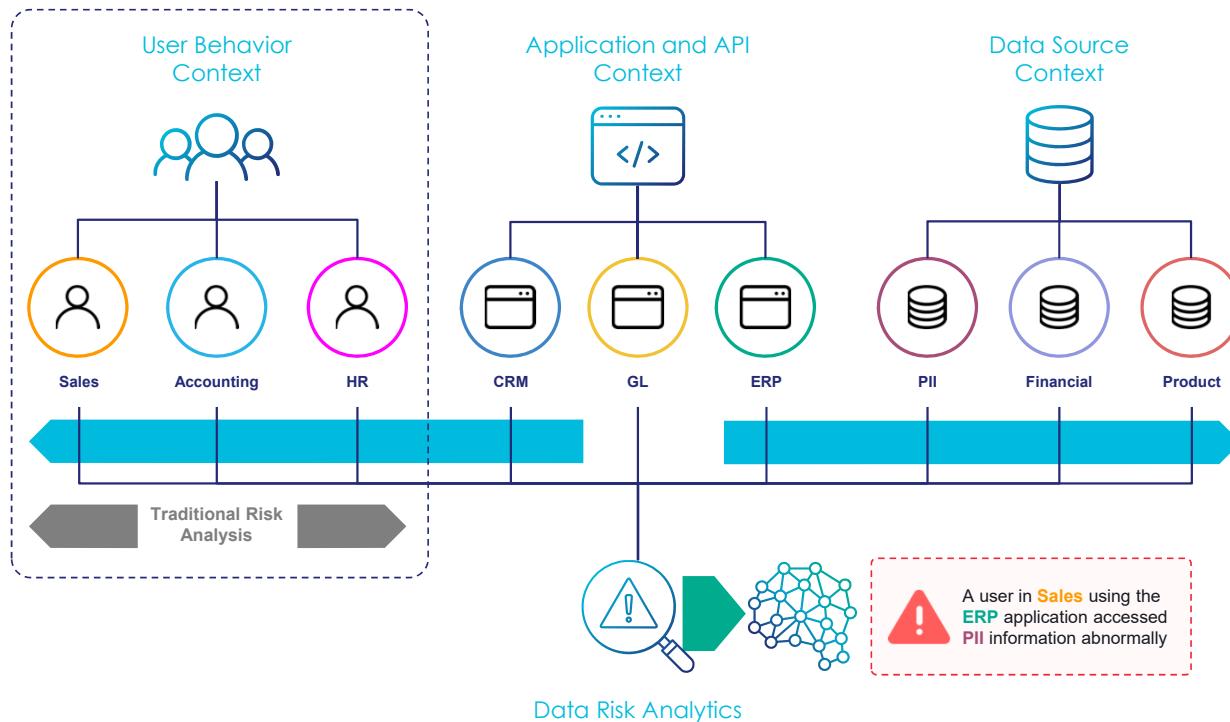 User Behavior
Context
Application and API
Context
Data Source
Context
</>
Sales
Accounting
HR
CRM
GL
ERP
PII
Financial
Product
Traditional Risk
Analysis
A user in Sales using the
ERP application accessed
PII information abnormally
Data Risk Analytics